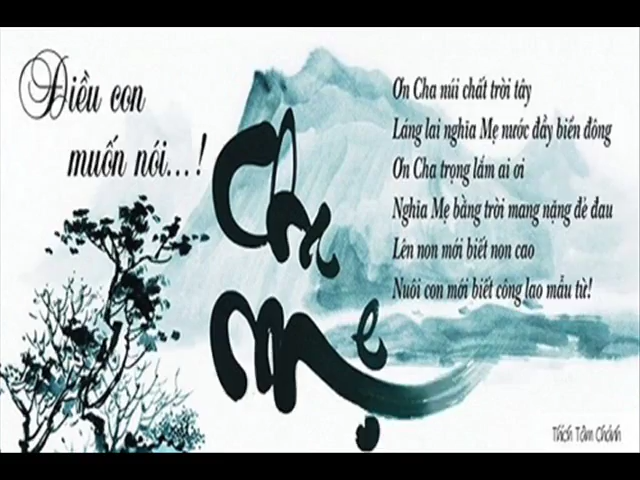 Điều con
muốn nói...!
Cha
Mẹ
Ơn Cha núi chất trời tây
Láng lai nghĩa Mẹ nước đầy biển đông
Ơn Cha trọng lắm ai ơi
Nghĩa Mẹ bằng trời mang nặng đẻ đau
Lên non mới biết non cao
Nuôi con mới biết công lao mẫu từ!
Thích Tâm Chánh